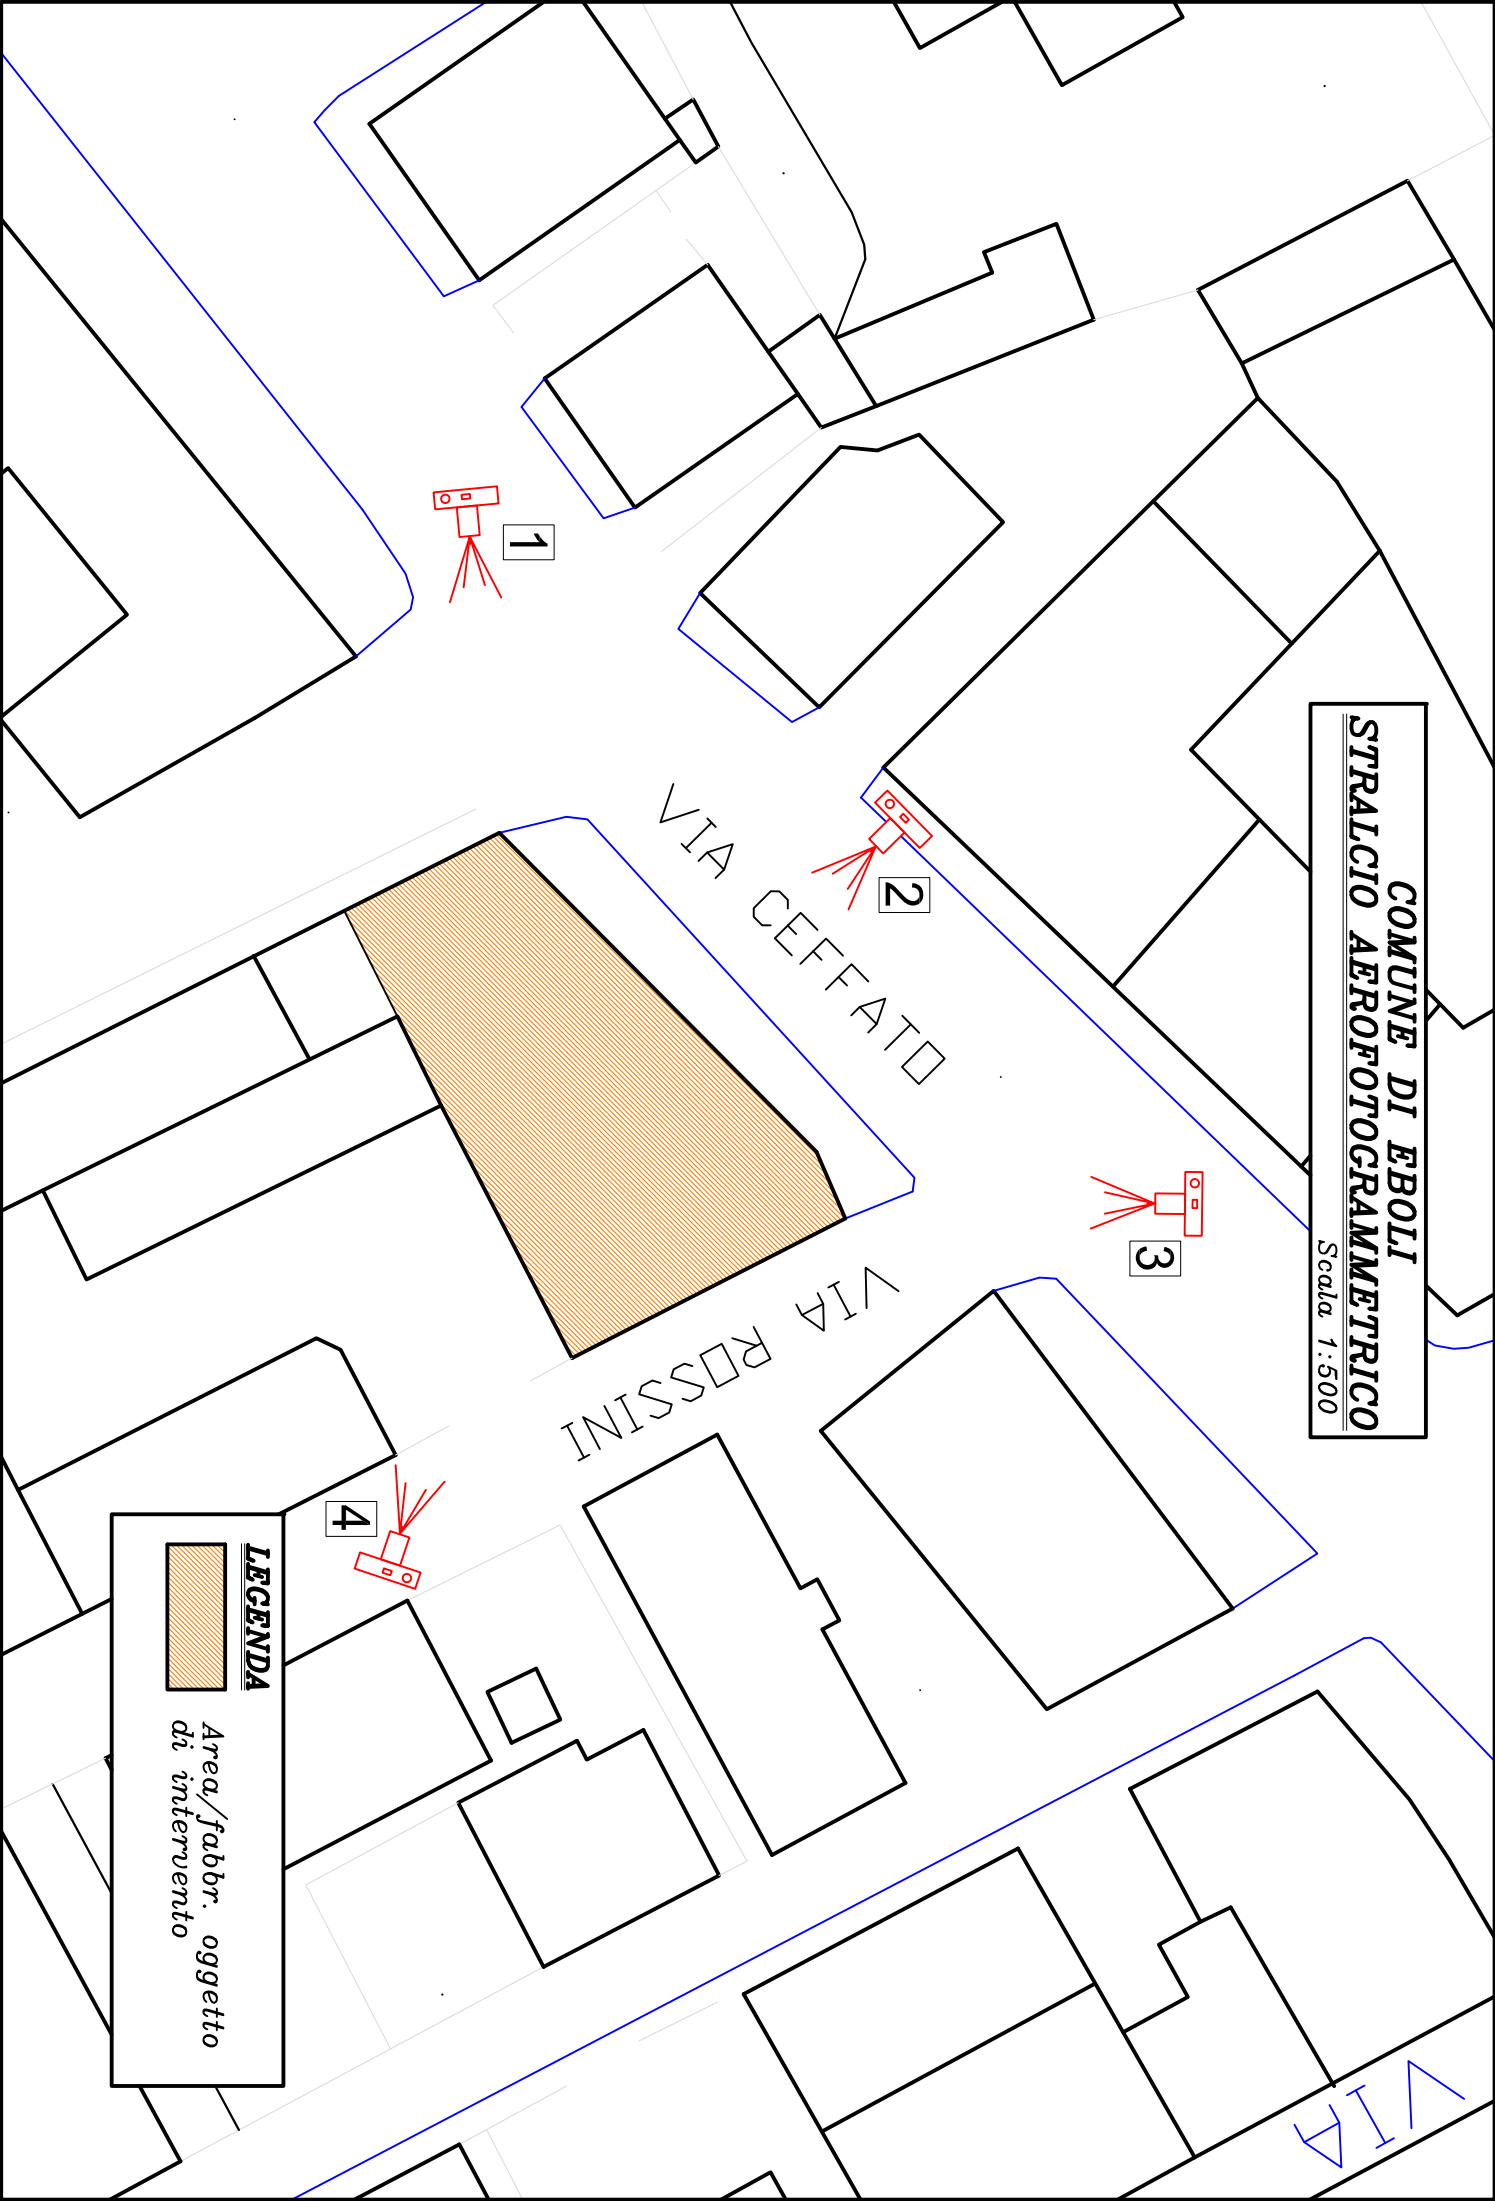 COMUNE DI EBOLI
STRALCIO AEROFOTOGRAMMETRICO
Scala 1:500
1
2
VIA CEFFATO
3
VIA ROSSINI
4
LEGENDA
Area/fabbr. oggetto
di intervento
VIA